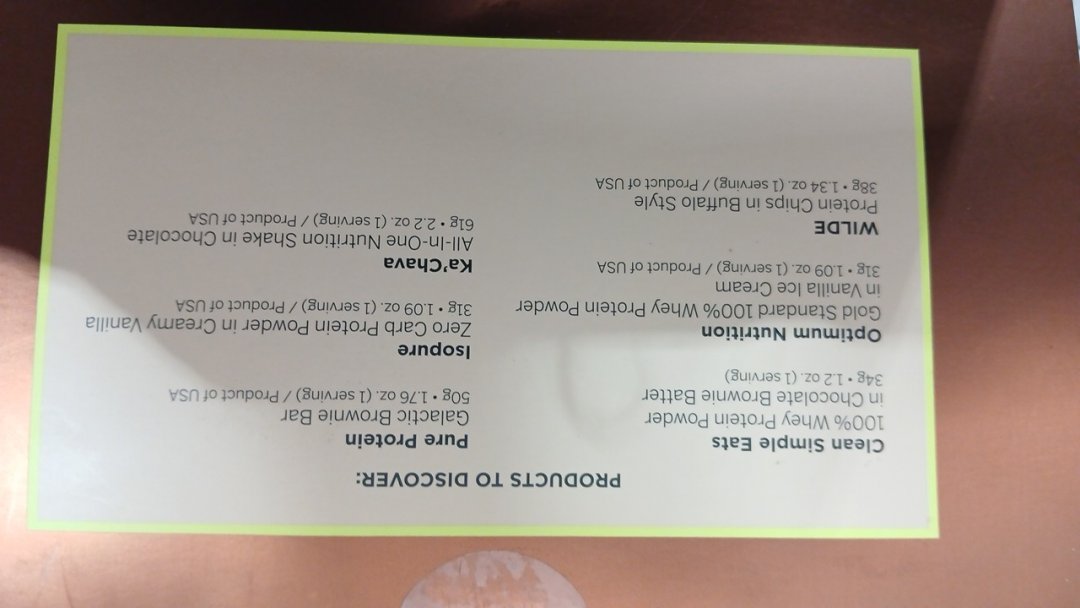 PRODUCTS TO DISCOVER:
Clean Simple Eats
100% Whey Protein Powder
in Chocolate Brownie Batter
34g • 1.2 oz. (1 serving)
Optimum Nutrition
Gold Standard 100% Whey Protein Powder
in Vanilla Ice Cream
31g • 1.09 oz. (1 serving) / Product of USA
WILDE
Protein Chips in Buffalo Style
38g • 1.34 oz. (1 serving) / Product of USA
Pure Protein
Galactic Brownie Bar
50g • 1.76 oz. (1 serving) / Product of USA
Isopure
Zero Carb Protein Powder in Creamy Vanilla
31g • 1.09 oz. (1 serving) / Product of USA
Ka'Chava
All-In-One Nutrition Shake in Chocolate
61g • 2.2 oz. (1 serving) / Product of USA